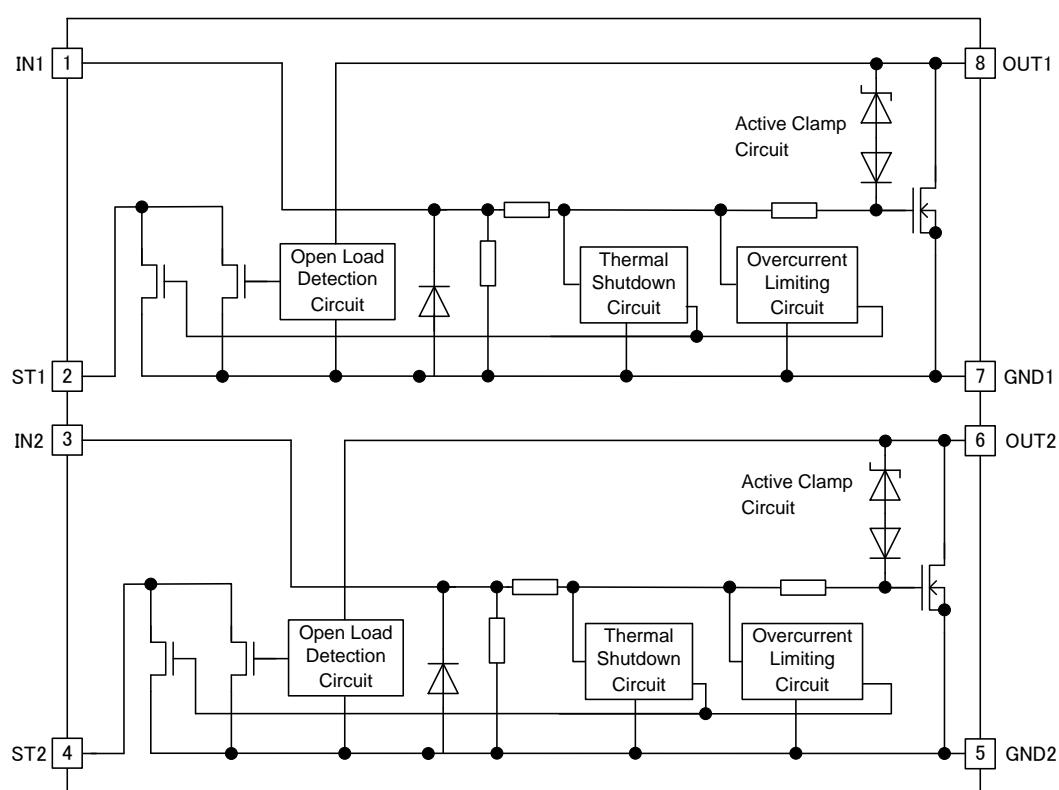 IN1 1
8 OUT1
Active Clamp
Circuit
Open Load
Detection
Circuit
Thermal
Shutdown
Circuit
Overcurrent
Limiting
Circuit
ST1 2
7 GND1
IN2 3
6 OUT2
Active Clamp
Circuit
Open Load
Detection
Circuit
Thermal
Shutdown
Circuit
Overcurrent
Limiting
Circuit
ST2 4
5 GND2